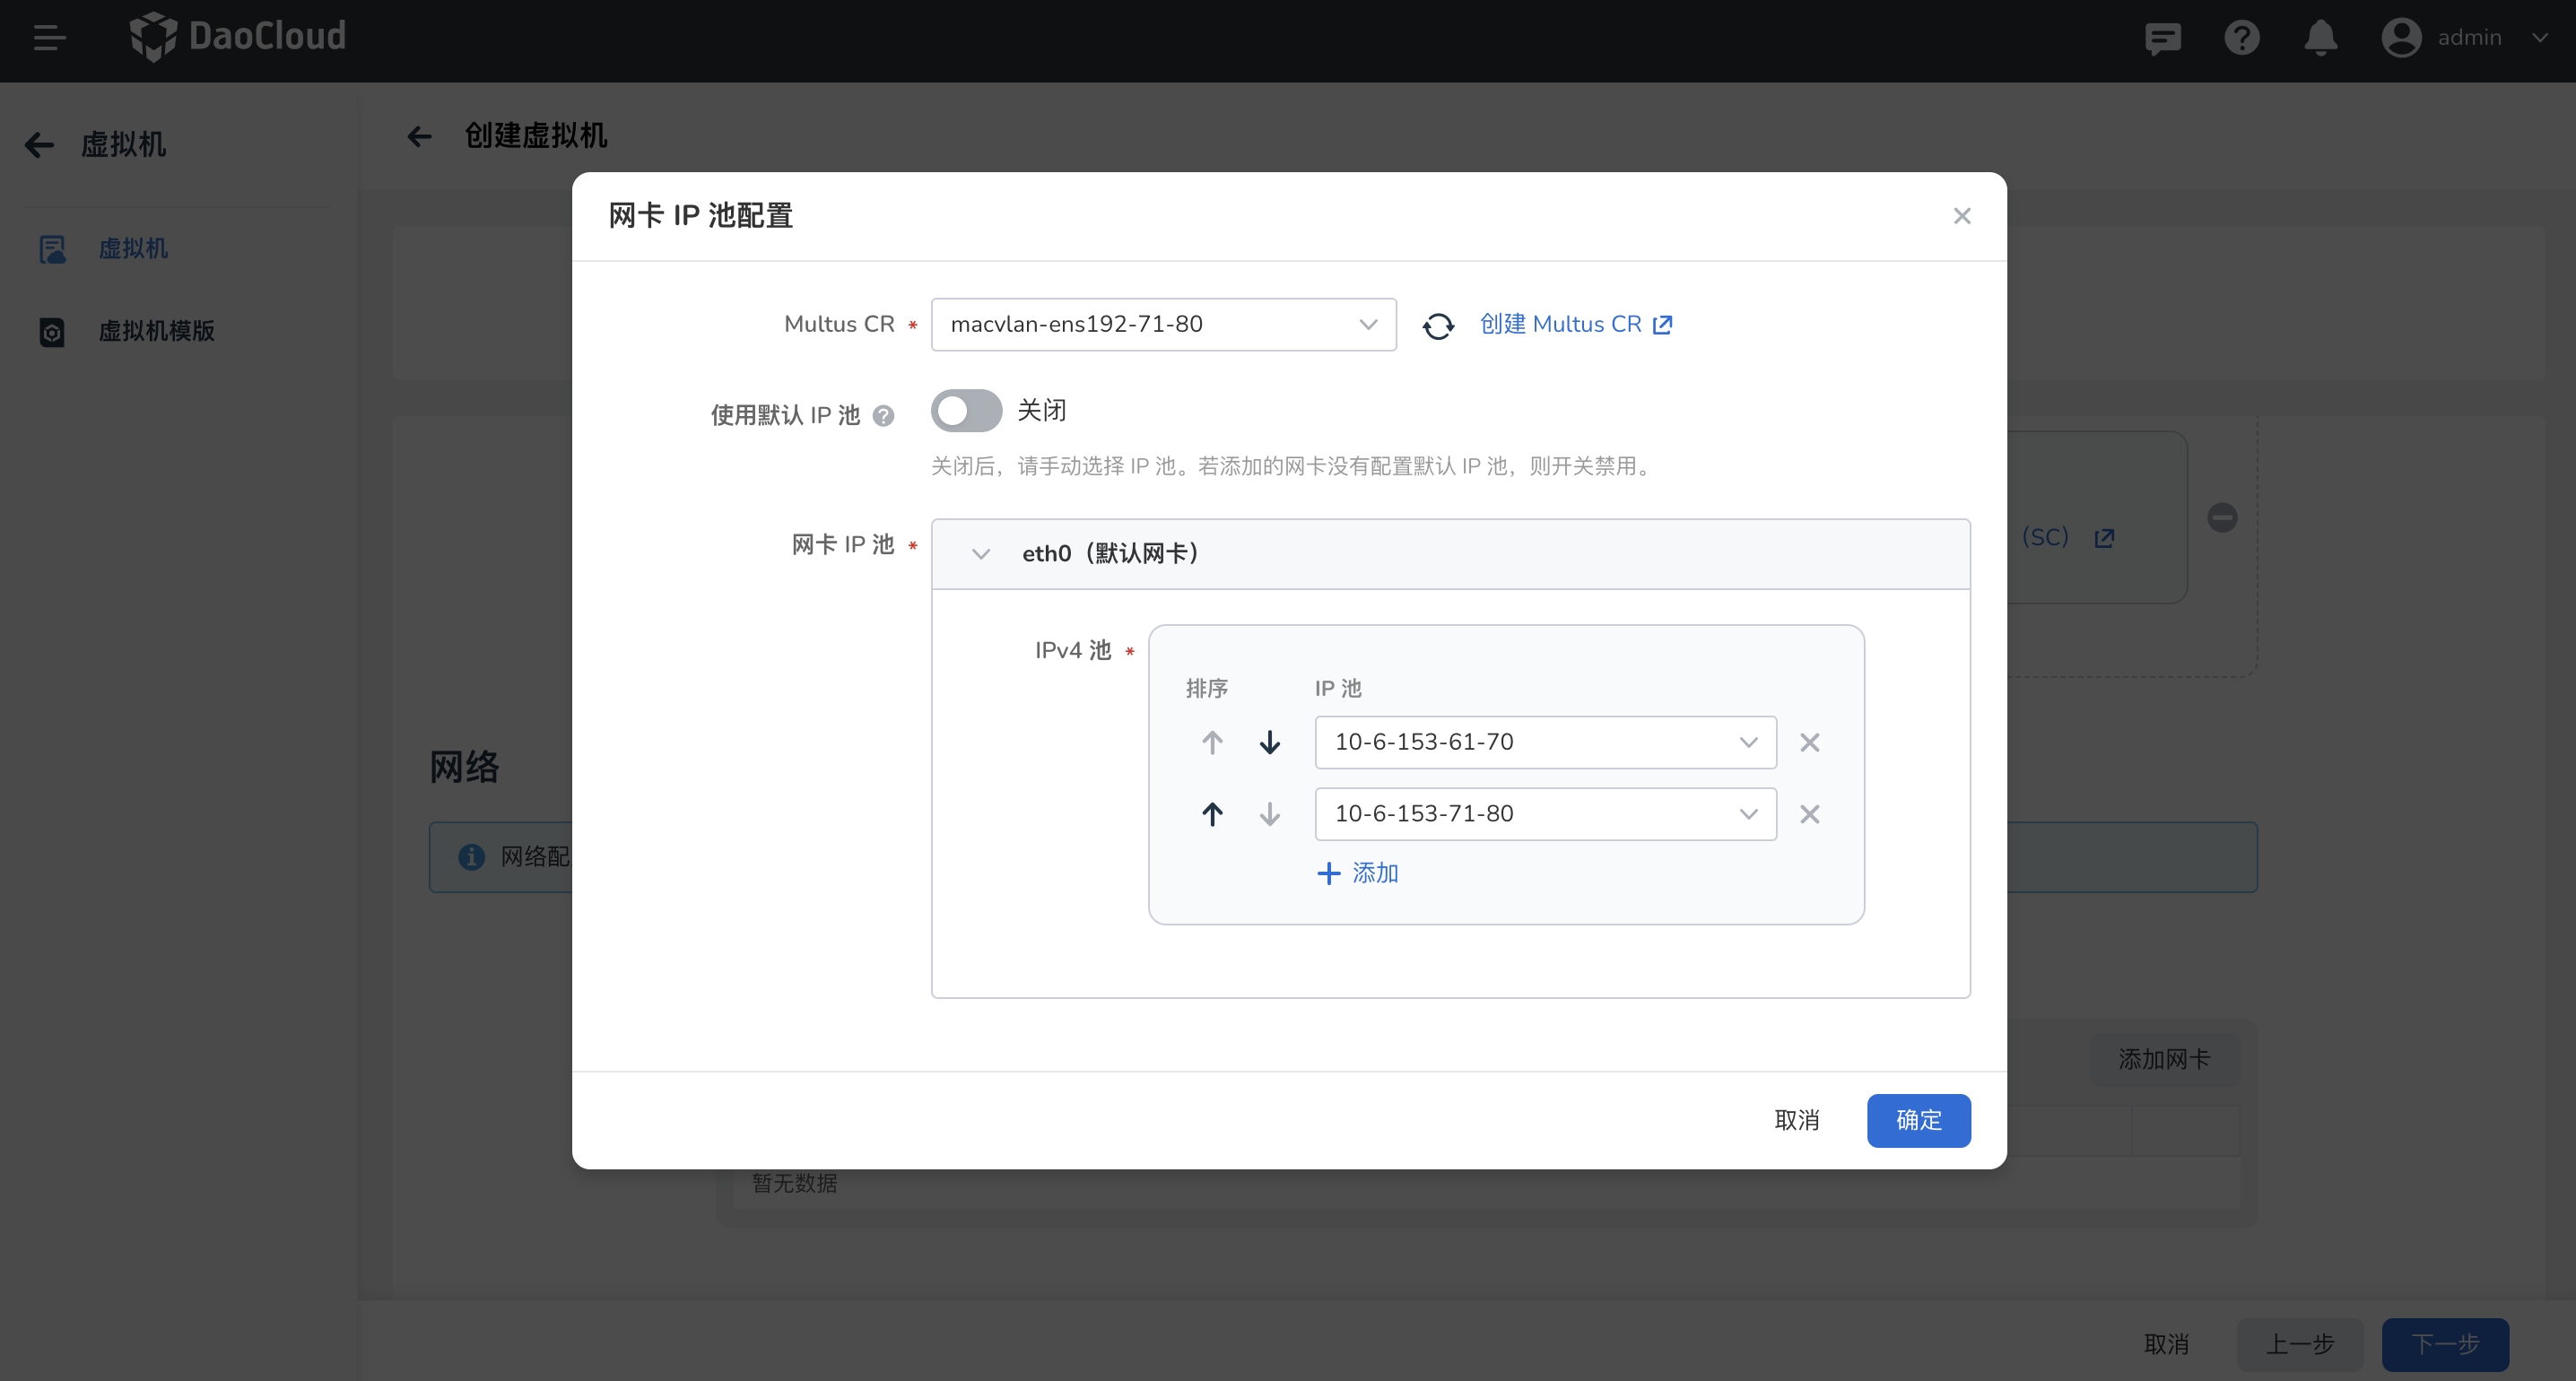 DaoCloud
admin
虚拟机
创建虚拟机
虚拟机
虚拟机模版
网卡 IP 池配置
Multus CR * macvlan-ens192-71-80 创建 Multus CR
使用默认 IP 池 关闭
关闭后，请手动选择 IP 池。若添加的网卡没有配置默认 IP 池，则开关禁用。
网卡 IP 池 * eth0（默认网卡）
(SC)
IPv4 池 *
排序 IP 池
10-6-153-61-70
10-6-153-71-80
添加
网络
网络配
添加网卡
取消 确定
暂无数据
取消 上一步 下一步